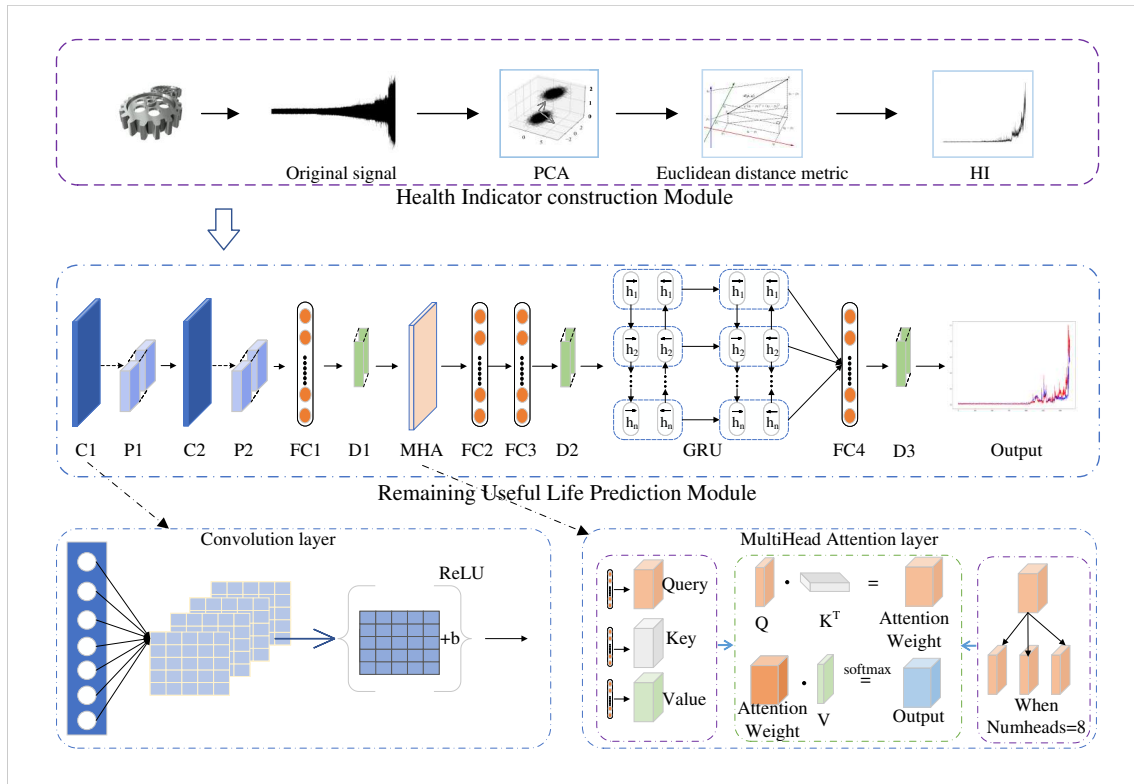 Original signal
PCA
Euclidean distance metric
HI
Health Indicator construction Module
h1 h1 h1 h1
h2 h2 h2 h2
hn hn hn hn
C1 P1 C2 P2 FC1 D1 MHA FC2 FC3 D2 GRU FC4 D3 Output
Remaining Useful Life Prediction Module
Convolution layer
ReLU
+b
MultiHead Attention layer
Query
Key
Value
Q · K^T =
Attention
Weight
softmax
· =
Attention
Weight
V
Output
When
Numheads=8